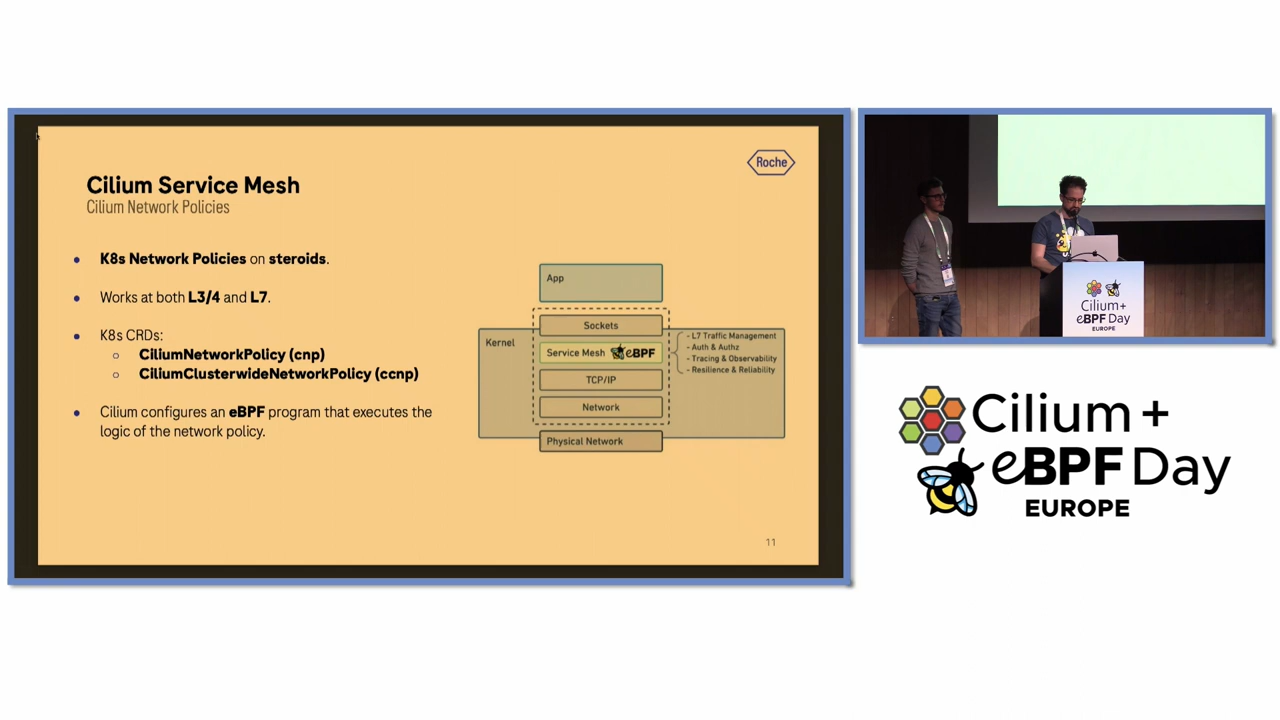 Roche
Cilium Service Mesh
Cilium Network Policies
K8s Network Policies on steroids.
Works at both L3/4 and L7.
K8s CRDs:
CiliumNetworkPolicy (cnp)
CiliumClusterwideNetworkPolicy (ccnp)
Cilium configures an eBPF program that executes the
logic of the network policy.
App
Kernel
Sockets
Service Mesh eBPF
TCP/IP
Network
Physical Network
- L7 Traffic Management
- Auth & Authz
- Tracing & Observability
- Resilience & Reliability
11
Cilium+
eBPF Day
EUROPE
Cilium +
eBPF Day
EUROPE